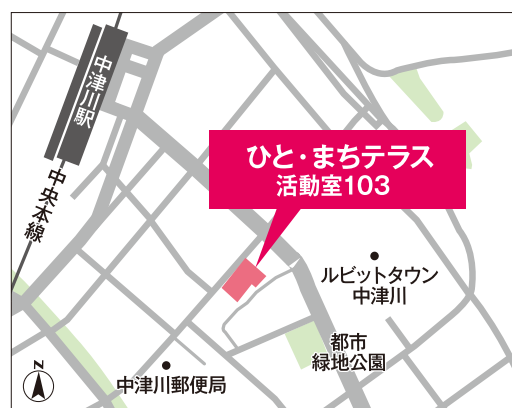 中津川駅
中央本線
ひと・まちテラス
活動室103
ルビットタウン
中津川
都市
緑地公園
中津川郵便局
N